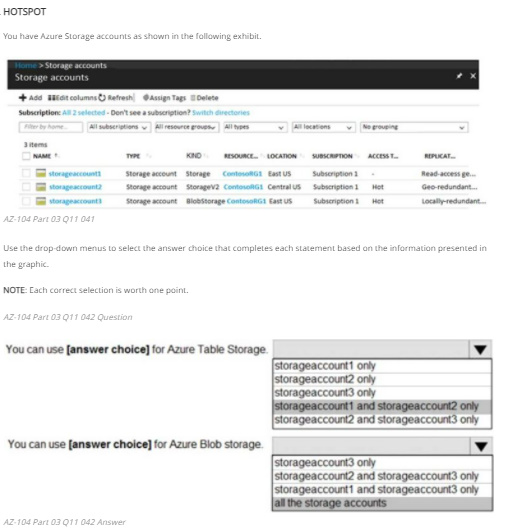 HOTSPOT
You have Azure Storage accounts as shown in the following exhibit.
Home > Storage accounts
Storage accounts
Add Edit columns Refresh Assign Tags Delete
Subscription: All 2 selected - Don't see a subscription? Switch directories
Filter by name... All subscriptions All resource groups All types All locations No grouping
3 items
NAME TYPE KIND RESOURCE... LOCATION SUBSCRIPTION ACCESS T... REPLICAT...
storageaccount1 Storage account Storage ContosoRG1 East US Subscription 1 - Read-access ge...
storageaccount2 Storage account StorageV2 ContosoRG1 Central US Subscription 1 Hot Geo-redundant...
storageaccount3 Storage account BlobStorage ContosoRG1 East US Subscription 1 Hot Locally-redundant...
AZ-104 Part 03 Q11 041
Use the drop-down menus to select the answer choice that completes each statement based on the information presented in
the graphic.
NOTE: Each correct selection is worth one point.
AZ-104 Part 03 Q11 042 Question
You can use [answer choice] for Azure Table Storage.
storageaccount1 only
storageaccount2 only
storageaccount3 only
storageaccount1 and storageaccount2 only
storageaccount2 and storageaccount3 only
You can use [answer choice] for Azure Blob storage.
storageaccount3 only
storageaccount2 and storageaccount3 only
storageaccount1 and storageaccount3 only
all the storage accounts
AZ-104 Part 03 Q11 042 Answer